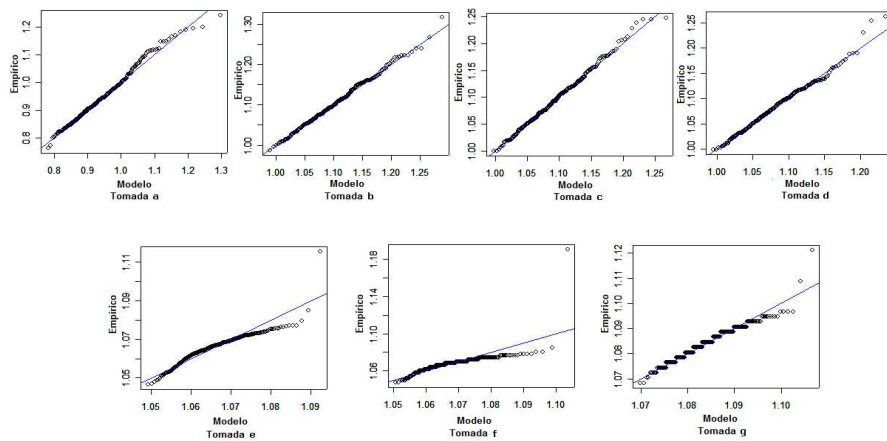 Empírico
0.8 0.9 1.0 1.1 1.2
0.8 0.9 1.0 1.1 1.2 1.3
Modelo
Tomada a
Empírico
1.00 1.10 1.20 1.30
1.00 1.05 1.10 1.15 1.20 1.25
Modelo
Tomada b
Empírico
1.00 1.05 1.10 1.15 1.20 1.25
1.00 1.05 1.10 1.15 1.20 1.25
Modelo
Tomada c
Empírico
1.00 1.05 1.10 1.15 1.20 1.25
1.00 1.05 1.10 1.15 1.20
Modelo
Tomada d
Empírico
1.05 1.07 1.09 1.11
1.05 1.06 1.07 1.08 1.09
Modelo
Tomada e
Empírico
1.06 1.10 1.14 1.18
1.05 1.06 1.07 1.08 1.09 1.10
Modelo
Tomada f
Empírico
1.07 1.08 1.09 1.10 1.11 1.12
1.07 1.08 1.09 1.10
Modelo
Tomada g